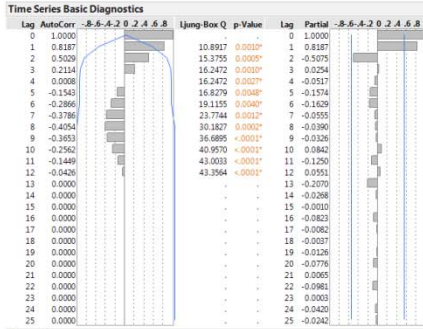 Time Series Basic Diagnostics
Lag AutoCorr -.8-.6-.4-.2 0 .2 .4 .6 .8 Ljung-Box Q p-Value Lag Partial -.8-.6-.4-.2 0 .2 .4 .6 .8
0 1.0000 . . 0 1.0000
1 0.8187 10.8917 0.0010* 1 0.8187
2 0.5029 15.3755 0.0005* 2 -0.5075
3 0.2114 16.2472 0.0010* 3 0.0254
4 0.0008 16.2472 0.0027* 4 -0.0517
5 -0.1543 16.8279 0.0048* 5 -0.1574
6 -0.2866 19.1155 0.0040* 6 -0.1629
7 -0.3786 23.7744 0.0012* 7 -0.0555
8 -0.4054 30.1827 0.0002* 8 -0.0390
9 -0.3653 36.6895 <.0001* 9 -0.0326
10 -0.2562 40.9570 <.0001* 10 0.0842
11 -0.1449 43.0033 <.0001* 11 -0.1250
12 -0.0426 43.3564 <.0001* 12 0.0551
13 0.0000 . . 13 -0.2070
14 0.0000 . . 14 -0.0268
15 0.0000 . . 15 -0.0010
16 0.0000 . . 16 -0.0823
17 0.0000 . . 17 -0.0082
18 0.0000 . . 18 -0.0037
19 0.0000 . . 19 -0.0126
20 0.0000 . . 20 -0.0776
21 0.0000 . . 21 0.0065
22 0.0000 . . 22 -0.0981
23 0.0000 . . 23 0.0003
24 0.0000 . . 24 -0.0420
25 0.0000 . . 25 -0.0242